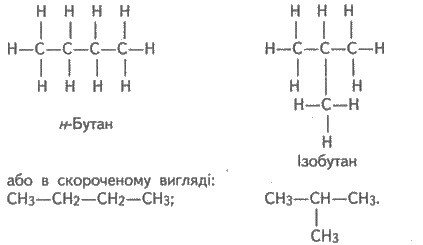 H H H H
H—C—C—C—C—H
H H H H
н-Бутан
H H H
H—C—C—C—H
H H
H—C—H
H
Ізобутан
або в скороченому вигляді:
CH3—CH2—CH2—CH3;
CH3—CH—CH3.
CH3